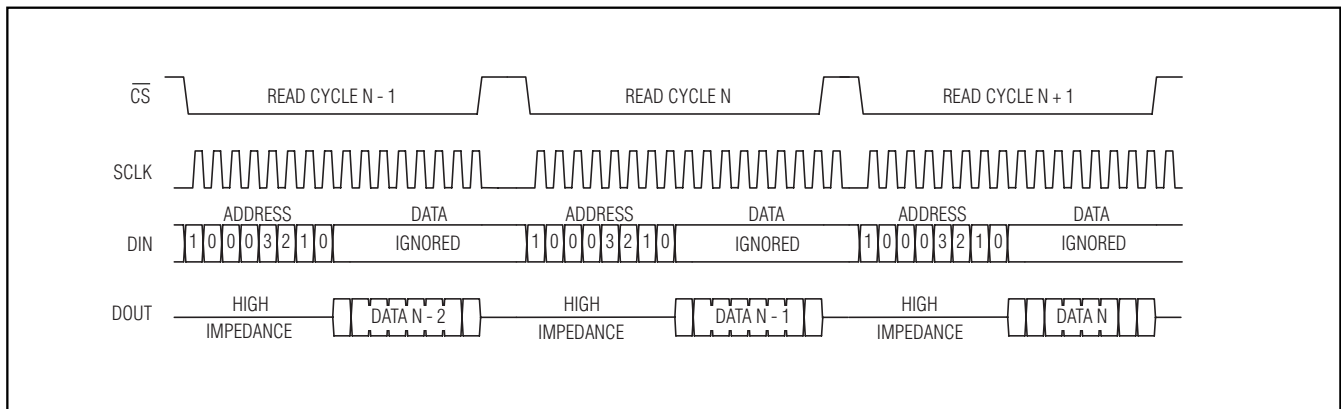 CS READ CYCLE N - 1 READ CYCLE N READ CYCLE N + 1
SCLK
ADDRESS DATA ADDRESS DATA ADDRESS DATA
DIN 1 0 0 0 3 2 1 0 IGNORED 1 0 0 0 3 2 1 0 IGNORED 1 0 0 0 3 2 1 0 IGNORED
HIGH HIGH HIGH
DOUT DATA N - 2 DATA N - 1 DATA N
IMPEDANCE IMPEDANCE IMPEDANCE